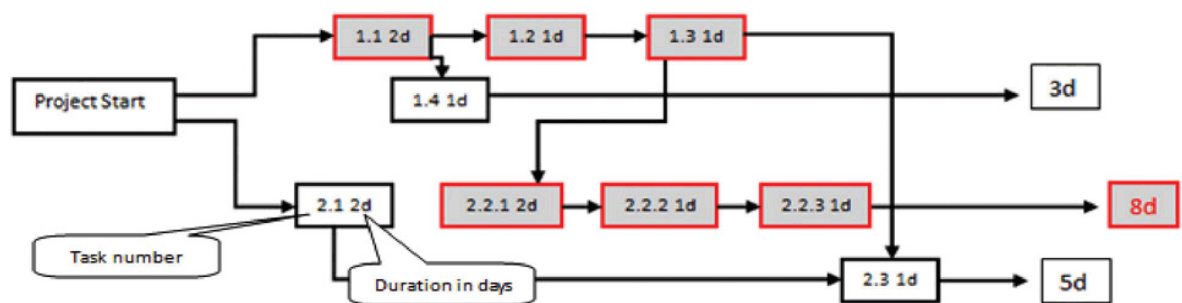 1.1 2d
1.2 1d
1.3 1d
Project Start
1.4 1d
3d
2.1 2d
2.2.1 2d
2.2.2 1d
2.2.3 1d
8d
Task number
Duration in days
2.3 1d
5d